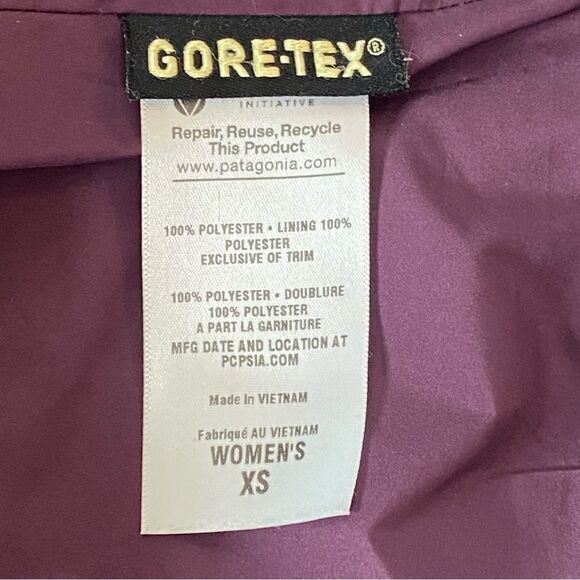 GORE-TEX®
INITIATIVE
Repair, Reuse, Recycle
This Product
www.patagonia.com
100% POLYESTER • LINING 100%
POLYESTER
EXCLUSIVE OF TRIM
100% POLYESTER • DOUBLURE
100% POLYESTER
A PART LA GARNITURE
MFG DATE AND LOCATION AT
PCPSIA.COM
Made In VIETNAM
Fabriqué AU VIETNAM
WOMEN'S
XS